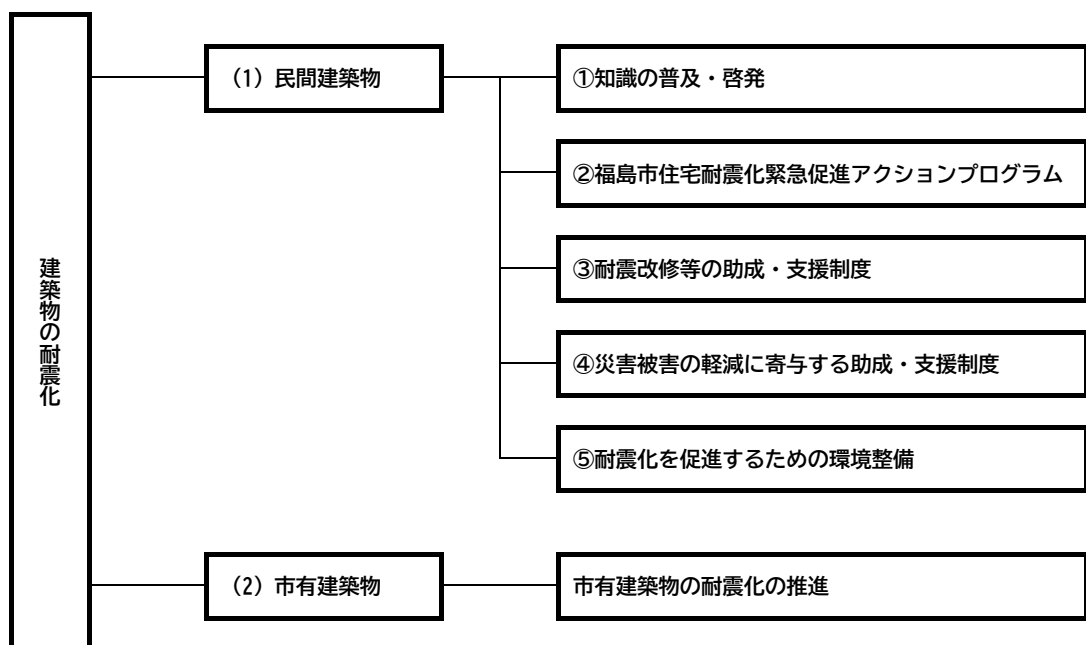 建築物の耐震化
(1) 民間建築物
①知識の普及・啓発
②福島市住宅耐震化緊急促進アクションプログラム
③耐震改修等の助成・支援制度
④災害被害の軽減に寄与する助成・支援制度
⑤耐震化を促進するための環境整備
(2) 市有建築物
市有建築物の耐震化の推進